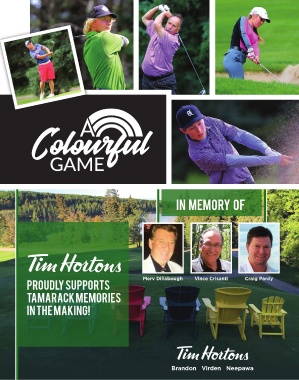 A
Colourful
GAME
IN MEMORY OF
Merv Dillabough
Vince Crisanti
Craig Pardy
Tim Hortons
PROUDLY SUPPORTS
TAMARACK MEMORIES
IN THE MAKING!
Tim Hortons
Brandon Virden Neepawa